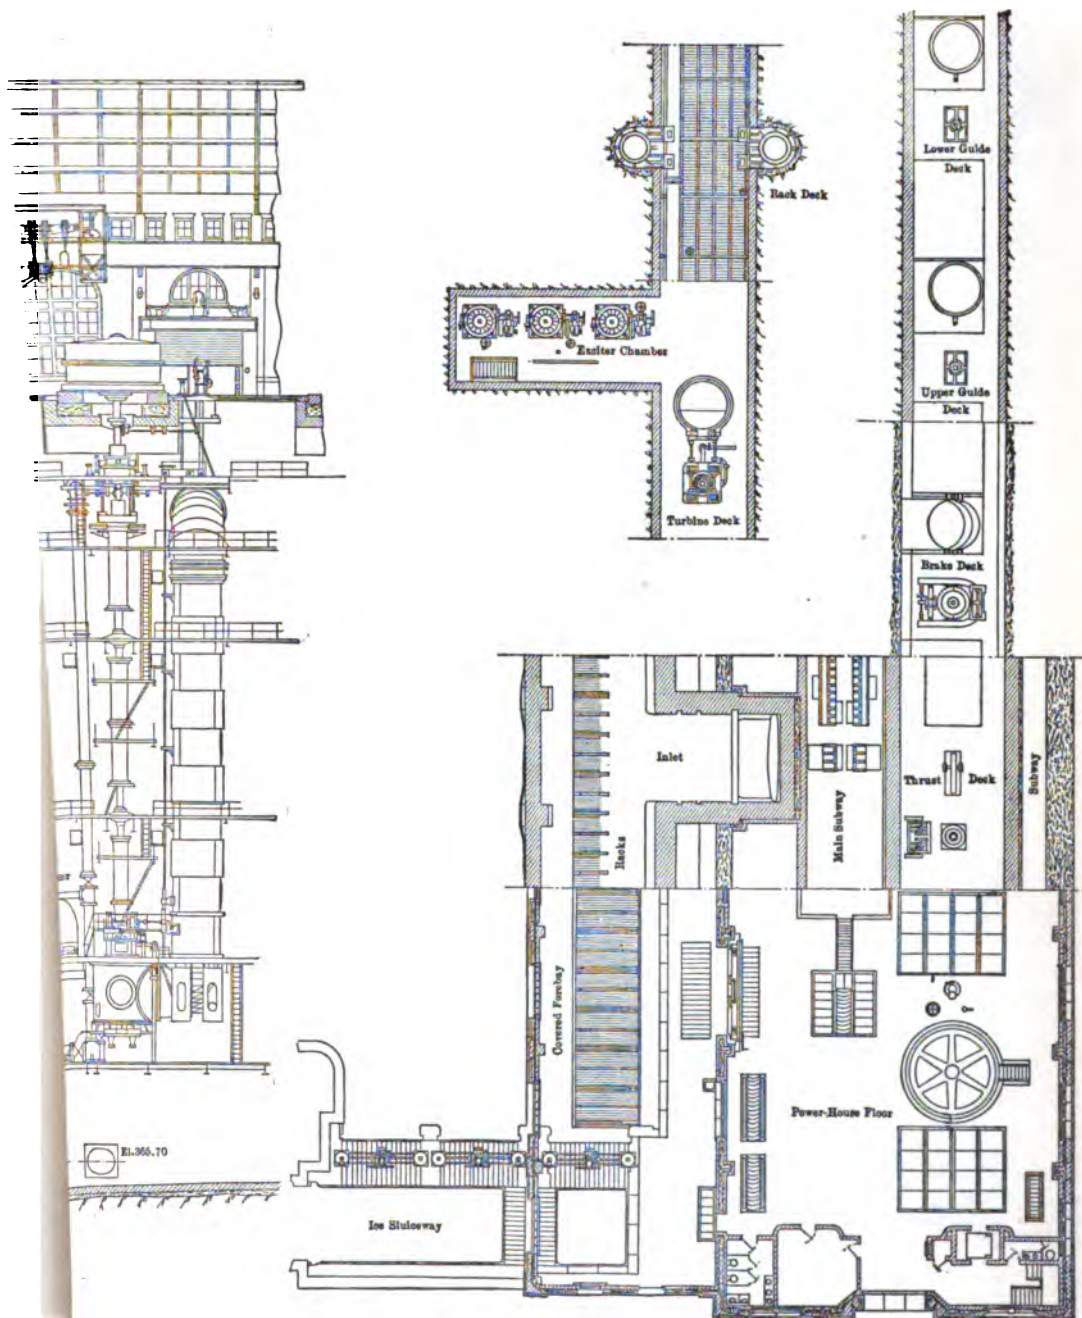 Rack Deck
Exciter Chamber
Turbine Deck
Lower Guide
Deck
Upper Guide
Deck
Brake Deck
Inlet
Racks
Main Subway
Thrust Deck
Subway
Covered Forebay
Power-House Floor
El.365.70
Ice Sluiceway